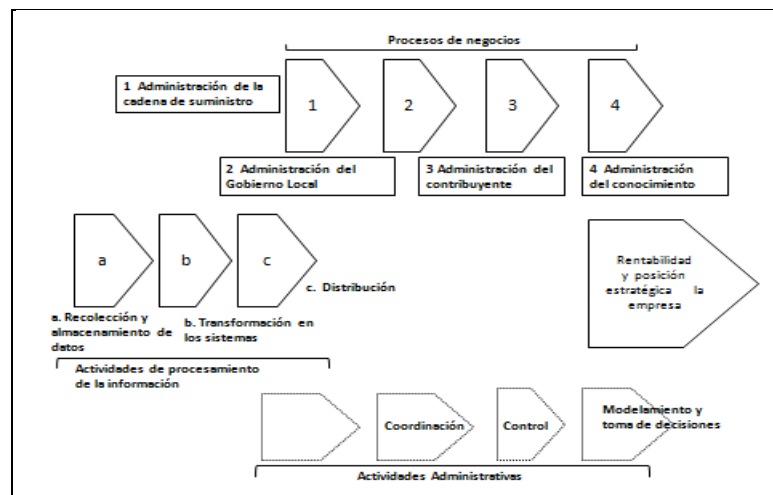 Procesos de negocios
1 Administración de la
cadena de suministro
1
2
3
4
2 Administración del
Gobierno Local
3 Administración del
contribuyente
4 Administración
del conocimiento
a
b
c
c. Distribución
a. Recolección y
almacenamiento de
datos
b. Transformación en
los sistemas
Actividades de procesamiento
de la información
Rentabilidad
y posición
estratégica la
empresa
Coordinación
Control
Modelamiento y
toma de decisiones
Actividades Administrativas